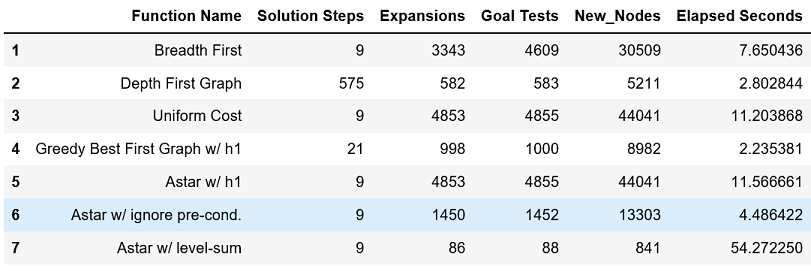 Function Name Solution Steps Expansions Goal Tests New_Nodes Elapsed Seconds
1 Breadth First 9 3343 4609 30509 7.650436
2 Depth First Graph 575 582 583 5211 2.802844
3 Uniform Cost 9 4853 4855 44041 11.203868
4 Greedy Best First Graph w/ h1 21 998 1000 8982 2.235381
5 Astar w/ h1 9 4853 4855 44041 11.566661
6 Astar w/ ignore pre-cond. 9 1450 1452 13303 4.486422
7 Astar w/ level-sum 9 86 88 841 54.272250